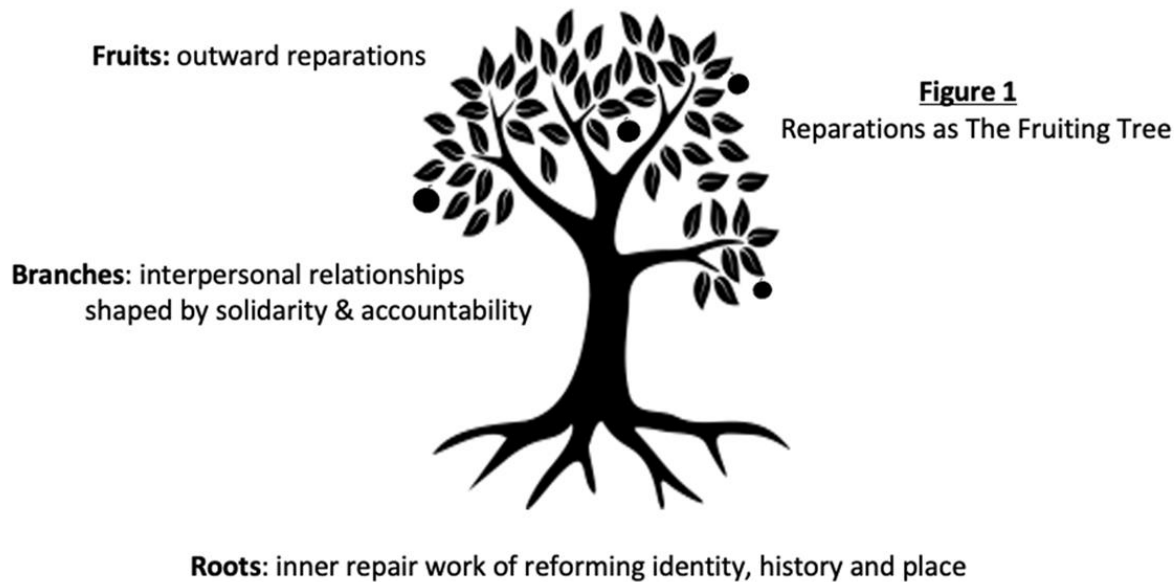 Fruits: outward reparations
Figure 1
Reparations as The Fruiting Tree
Branches: interpersonal relationships
shaped by solidarity & accountability
Roots: inner repair work of reforming identity, history and place